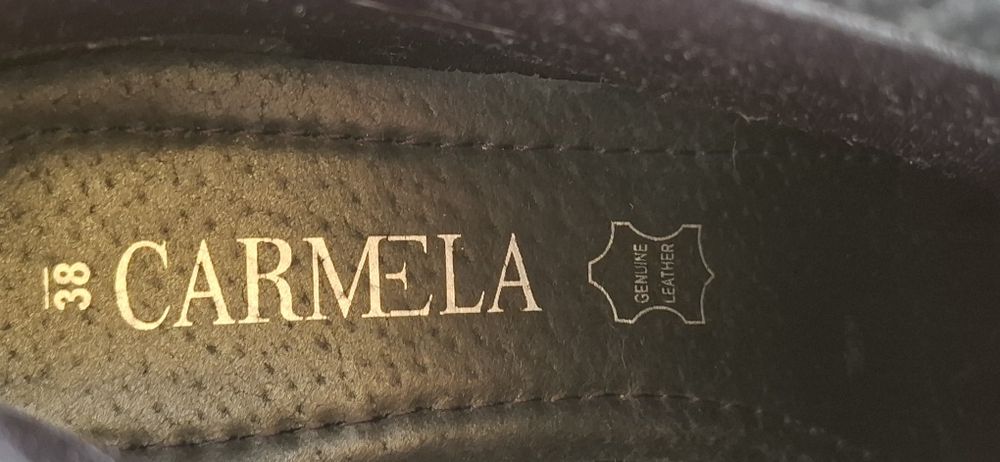 38
CARMELA
GENUINE
LEATHER